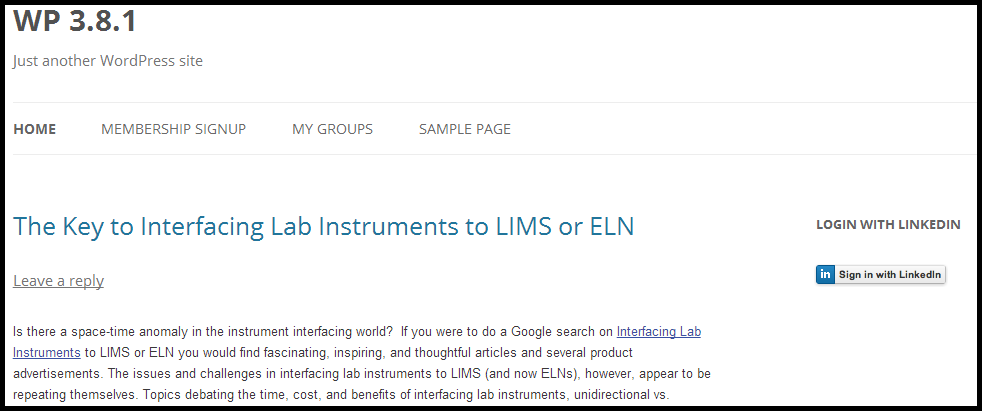 WP 3.8.1
Just another WordPress site
HOME MEMBERSHIP SIGNUP MY GROUPS SAMPLE PAGE
The Key to Interfacing Lab Instruments to LIMS or ELN
Leave a reply
Is there a space-time anomaly in the instrument interfacing world?  If you were to do a Google search on Interfacing Lab
Instruments to LIMS or ELN you would find fascinating, inspiring, and thoughtful articles and several product
advertisements. The issues and challenges in interfacing lab instruments to LIMS (and now ELNs), however, appear to be
repeating themselves. Topics debating the time, cost, and benefits of interfacing lab instruments, unidirectional vs.
LOGIN WITH LINKEDIN
in Sign in with LinkedIn